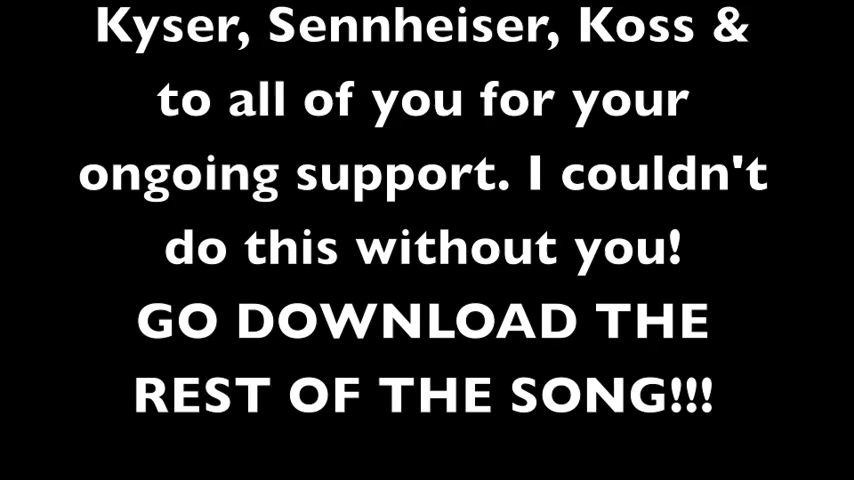 Kyser, Sennheiser, Koss &
to all of you for your
ongoing support. I couldn't
do this without you!
GO DOWNLOAD THE
REST OF THE SONG!!!